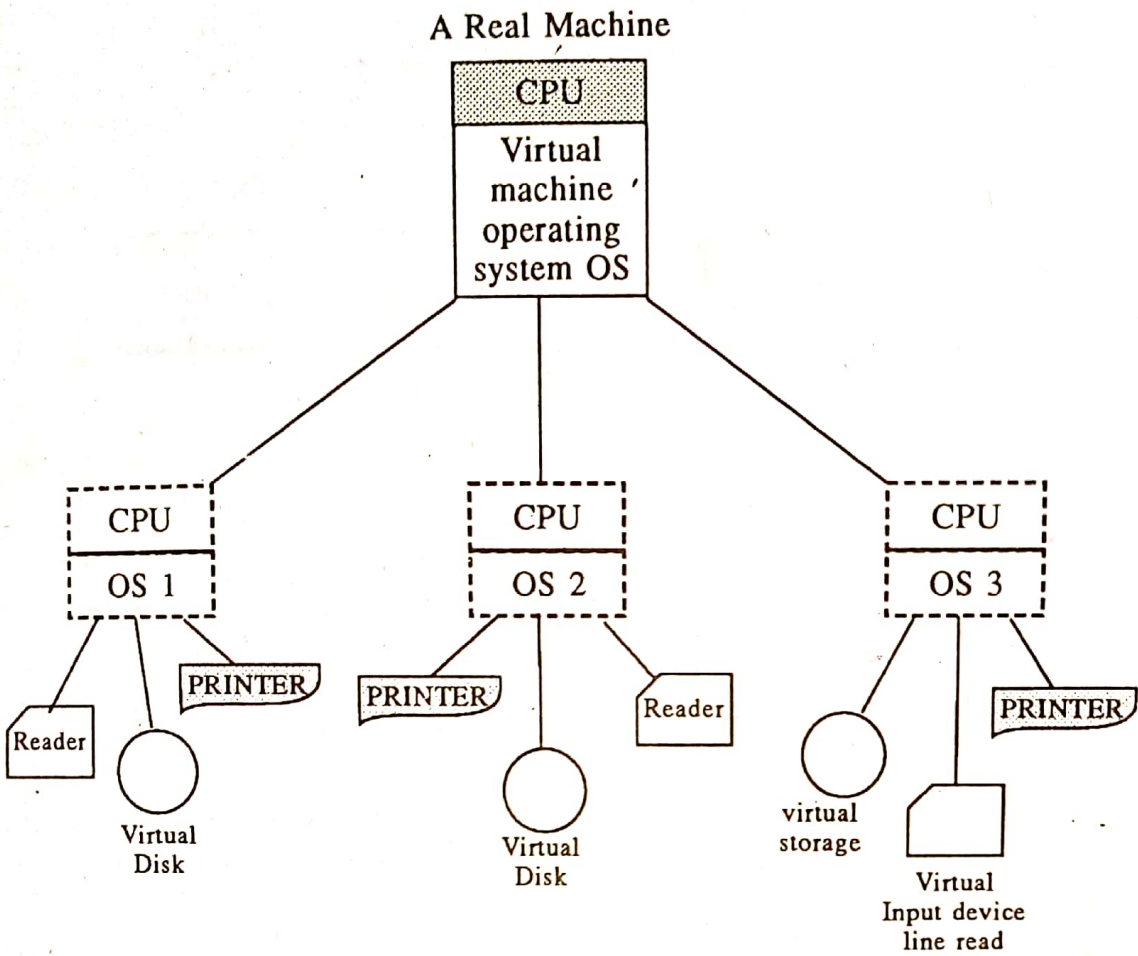 A Real Machine
CPU
Virtual
machine
operating
system OS
CPU
OS 1
CPU
OS 2
CPU
OS 3
Reader
Virtual
Disk
PRINTER
PRINTER
Virtual
Disk
Reader
virtual
storage
Virtual
Input device
line read
PRINTER